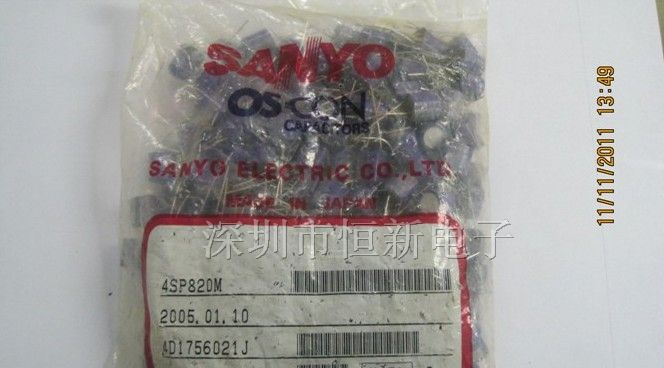 SANYO
OS-CON
CAPACITORS
SANYO ELECTRIC CO.,LTD
MADE IN JAPAN
深圳市恒新电子
4SP820M
2005.01.10
AD1756021J
11/11/2011 13:49